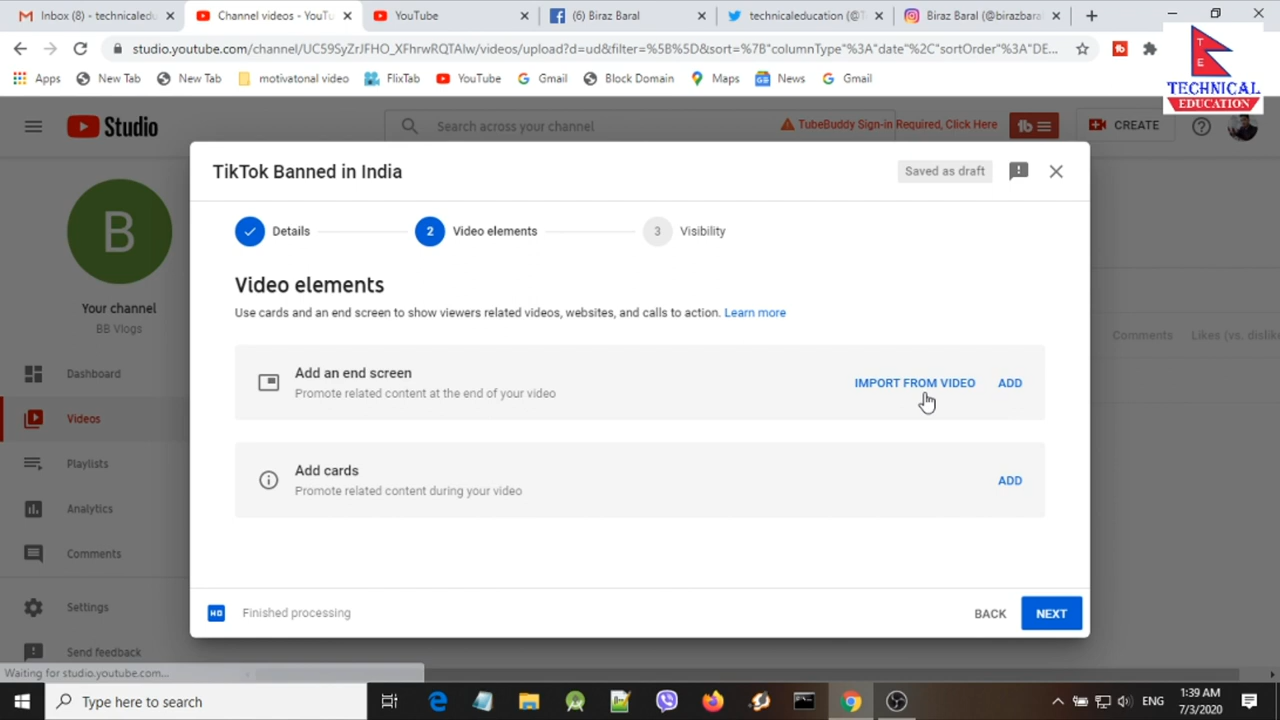 Inbox (8) - technicaledu
Channel videos - YouTu
YouTube
(6) Biraz Baral
technicaleducation (@T
Biraz Baral (@birazbara
studio.youtube.com/channel/UC59SyZrJFHO_XFhrwRQTAlw/videos/upload?d=ud&filter=%5B%5D&sort=%7B"columnType"%3A"date"%2C"sortOrder"%3A"DE...
Apps
New Tab
New Tab
motivatonal video
FlixTab
YouTube
Gmail
Block Domain
Maps
News
Gmail
T
E
TECHNICAL
EDUCATION
Studio
Search across your channel
TubeBuddy Sign-in Required, Click Here
tb
CREATE
TikTok Banned in India
Saved as draft
Details
2
Video elements
3
Visibility
Video elements
Use cards and an end screen to show viewers related videos, websites, and calls to action. Learn more
Add an end screen
Promote related content at the end of your video
IMPORT FROM VIDEO
ADD
Add cards
Promote related content during your video
ADD
HD
Finished processing
BACK
NEXT
B
Your channel
BB Vlogs
Dashboard
Videos
Playlists
Analytics
Comments
Settings
Send feedback
Comments
Likes (vs. dislike
Waiting for studio.youtube.com...
Type here to search
ENG
1:39 AM
7/3/2020